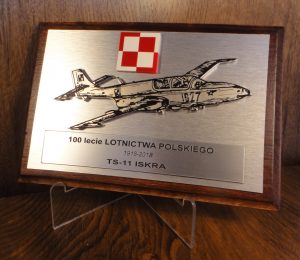 100 lecie LOTNICTWA POLSKIEGO
1918-2018
TS-11 ISKRA